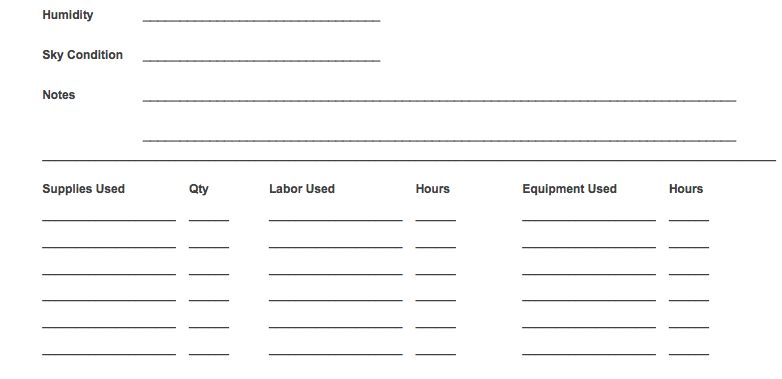 Humidity
Sky Condition
Notes
Supplies Used Qty Labor Used Hours Equipment Used Hours